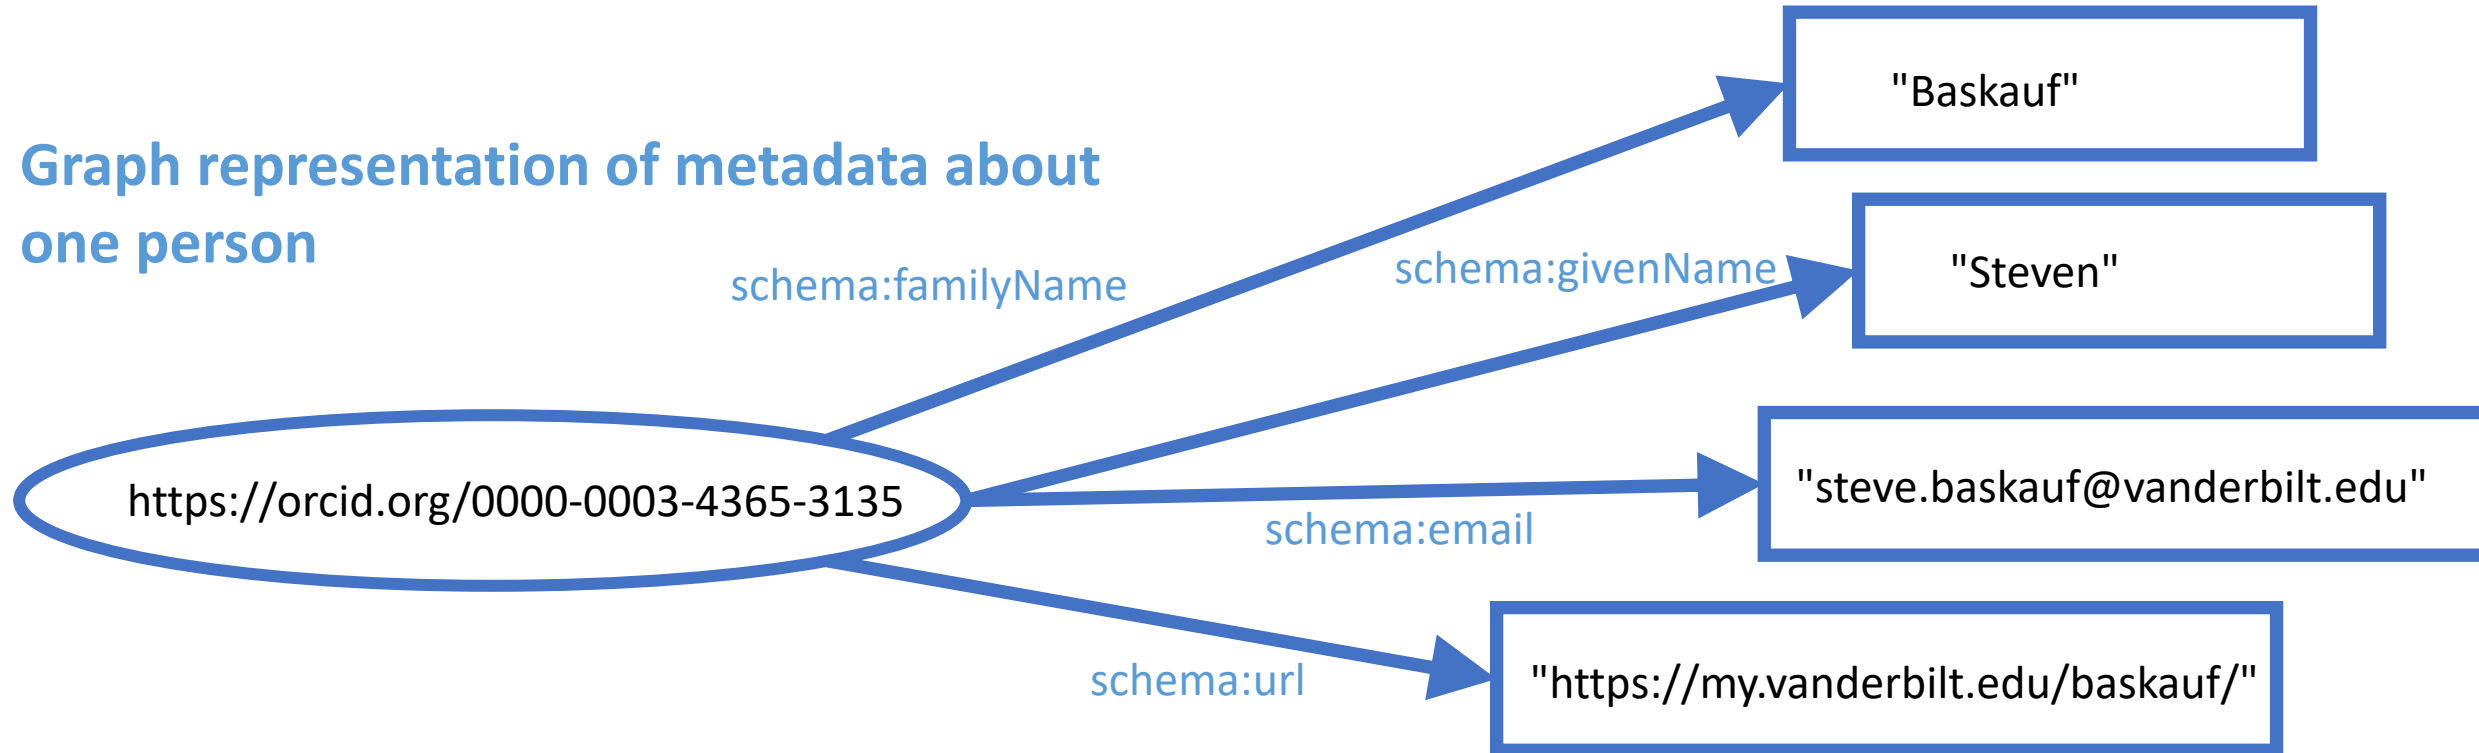 "Baskauf"
Graph representation of metadata about
one person
schema:familyName
schema:givenName
"Steven"
https://orcid.org/0000-0003-4365-3135
"steve.baskauf@vanderbilt.edu"
schema:email
schema:url
"https://my.vanderbilt.edu/baskauf/"